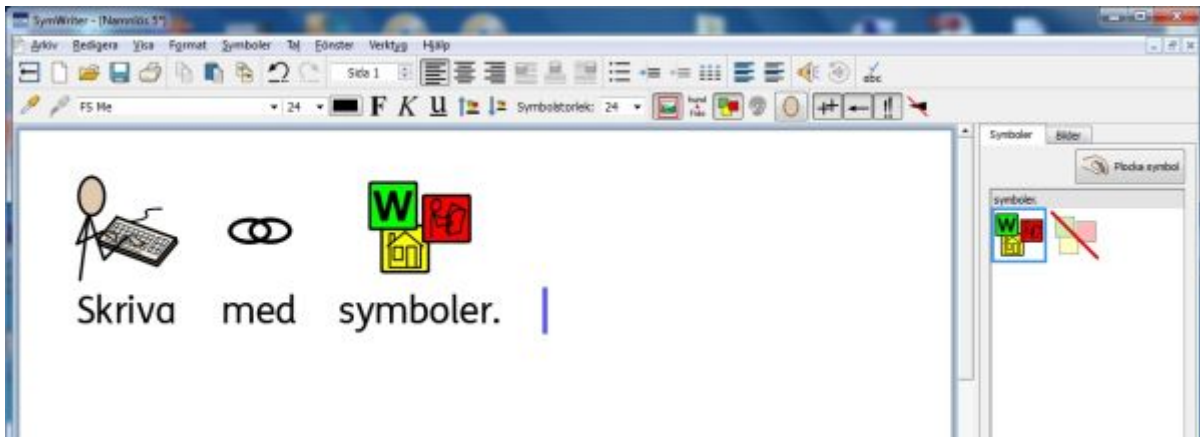 SymWriter - [Namnlös 5*]
Arkiv Redigera Visa Format Symboler Tal Fönster Verktyg Hjälp
Sida 1 abc
FS Me 24 F K U Symbolstorlek: 24
Symboler Bilder
Plocka symbol
symboler.
W
W
Skriva med symboler.